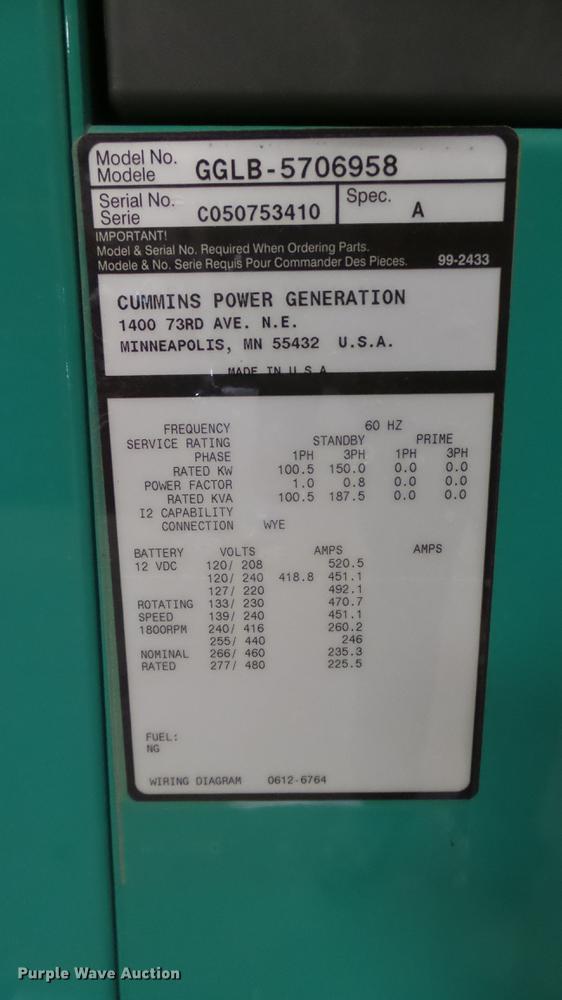 Model No.
Modele GGLB-5706958
Serial No.
Serie C050753410 Spec. A
IMPORTANT!
Model & Serial No. Required When Ordering Parts.
Modele & No. Serie Requis Pour Commander Des Pieces. 99-2433
CUMMINS POWER GENERATION
1400 73RD AVE. N.E.
MINNEAPOLIS, MN 55432 U.S.A.
MADE IN U.S.A.
FREQUENCY 60 HZ
SERVICE RATING STANDBY PRIME
PHASE 1PH 3PH 1PH 3PH
RATED KW 100.5 150.0 0.0 0.0
POWER FACTOR 1.0 0.8 0.0 0.0
RATED KVA 100.5 187.5 0.0 0.0
I2 CAPABILITY
CONNECTION WYE
BATTERY VOLTS AMPS AMPS
12 VDC 120/ 208 520.5
120/ 240 418.8 451.1
127/ 220 492.1
ROTATING 133/ 230 470.7
SPEED 139/ 240 451.1
1800RPM 240/ 416 260.2
255/ 440 246
NOMINAL 266/ 460 235.3
RATED 277/ 480 225.5
FUEL:
NG
WIRING DIAGRAM 0612-6764
Purple Wave Auction